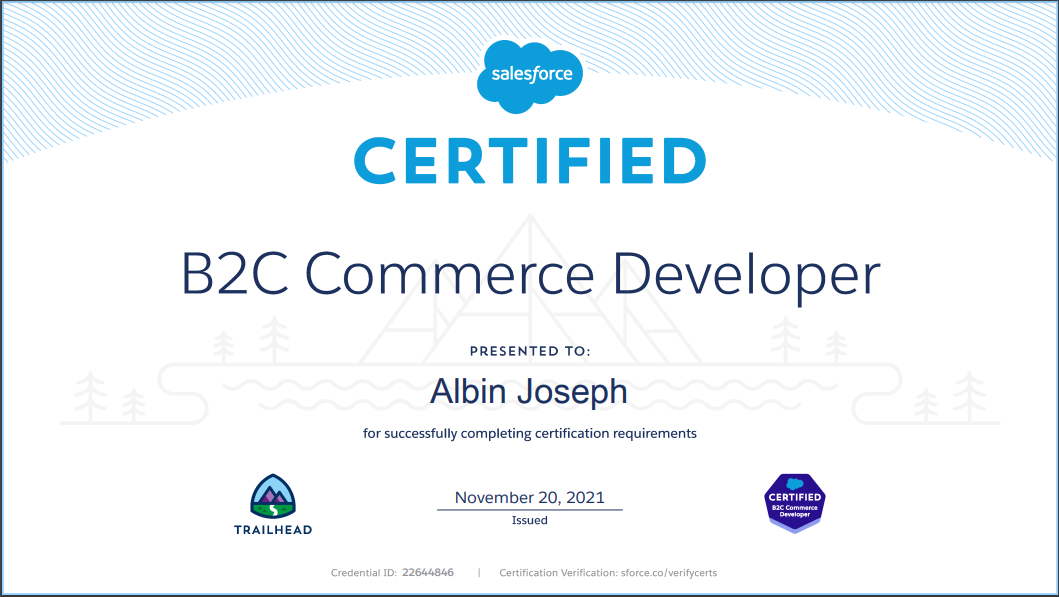 salesforce
CERTIFIED
B2C Commerce Developer
PRESENTED TO:
Albin Joseph
for successfully completing certification requirements
November 20, 2021
Issued
TRAILHEAD
CERTIFIED
B2C Commerce
Developer
Credential ID: 22644846 | Certification Verification: sforce.co/verifycerts